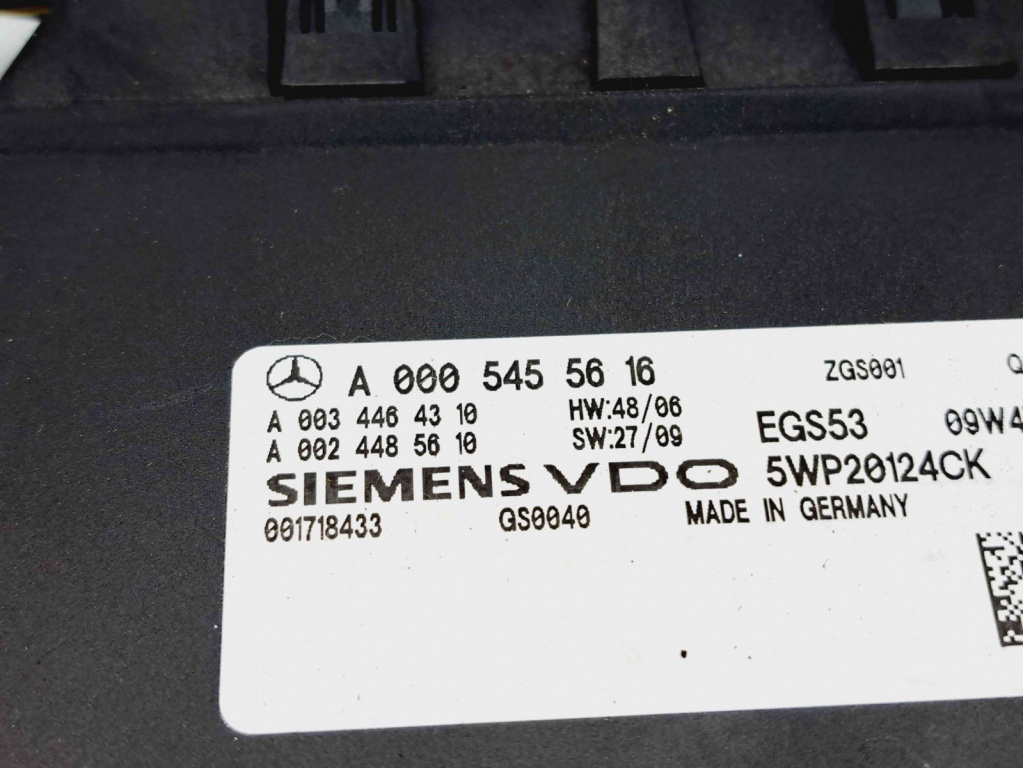 A 000 545 56 16 ZGS001 Q
A 003 446 43 10 HW:48/06
A 002 448 56 10 SW:27/09 EGS53 09W4
SIEMENS VDO 5WP20124CK
001718433 GS0040 MADE IN GERMANY